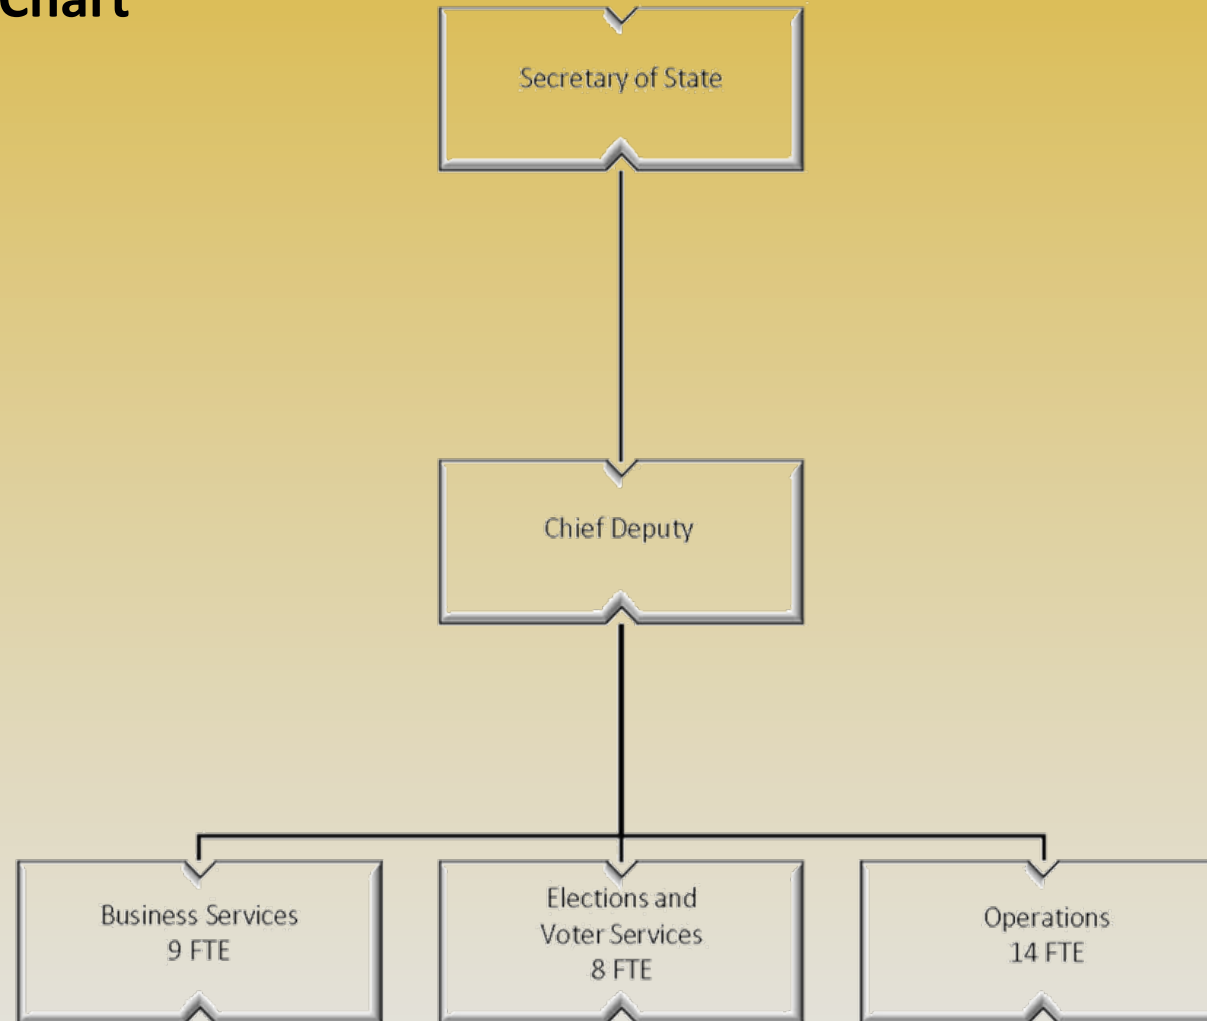 Chart
Secretary of State
Chief Deputy
Business Services
9 FTE
Elections and
Voter Services
8 FTE
Operations
14 FTE